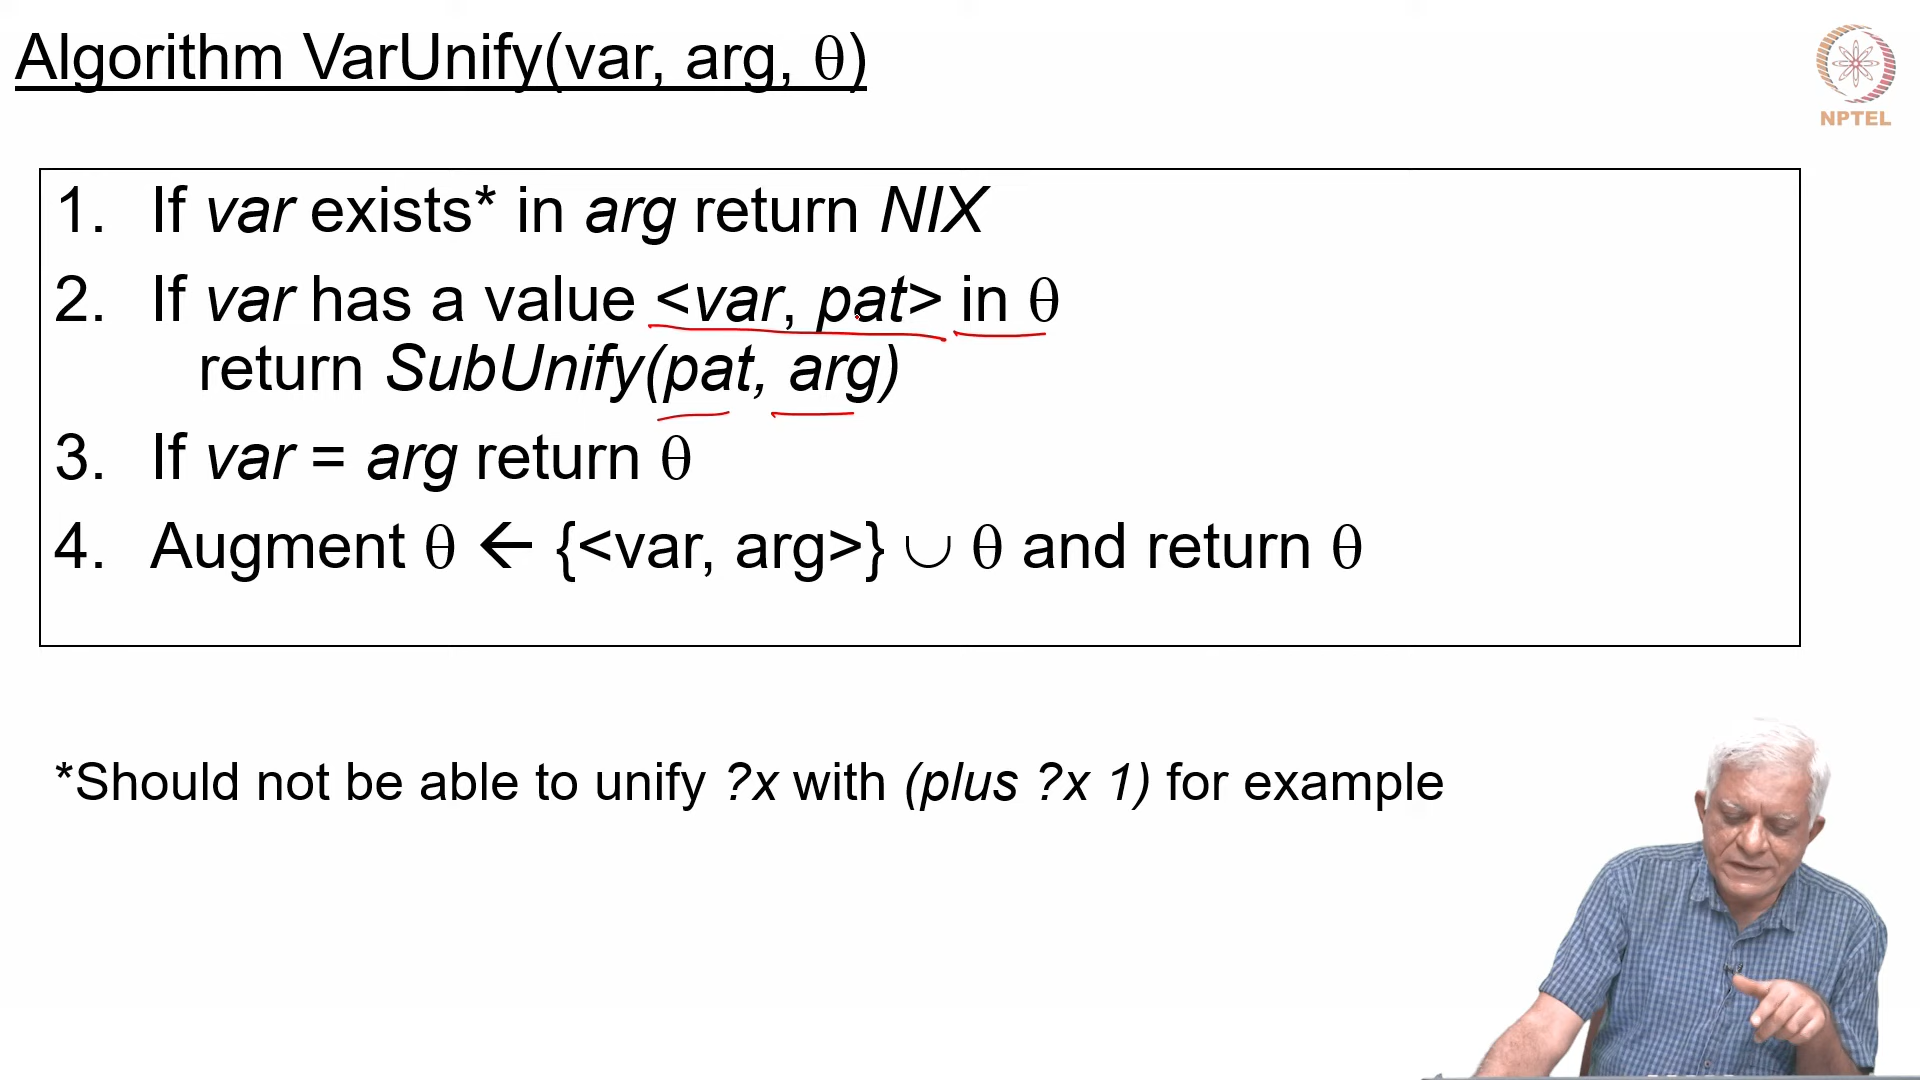 Algorithm VarUnify(var, arg, θ)
NPTEL
1. If var exists* in arg return NIX
2. If var has a value <var, pat> in θ
return SubUnify(pat, arg)
3. If var = arg return θ
4. Augment θ ← {<var, arg>} ∪ θ and return θ
*Should not be able to unify ?x with (plus ?x 1) for example